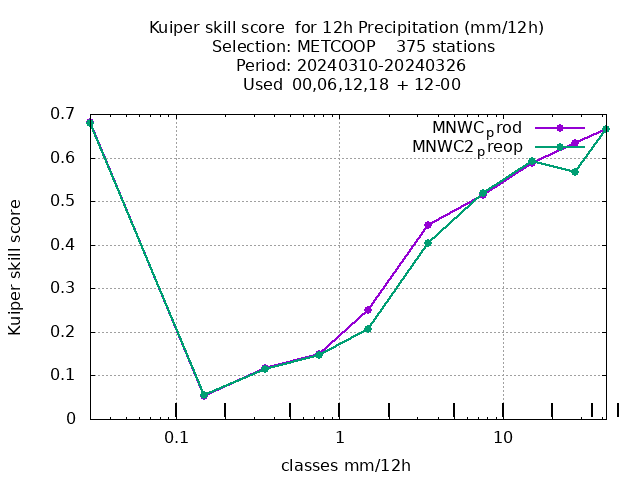 Kuiper skill score  for 12h Precipitation (mm/12h)
Selection: METCOOP    375 stations
Period: 20240310-20240326
Used  00,06,12,18  + 12-00
MNWCprod
MNWC2preop
0.7
0.6
0.5
0.4
0.3
0.2
0.1
0
Kuiper skill score
0.1
1
10
classes mm/12h